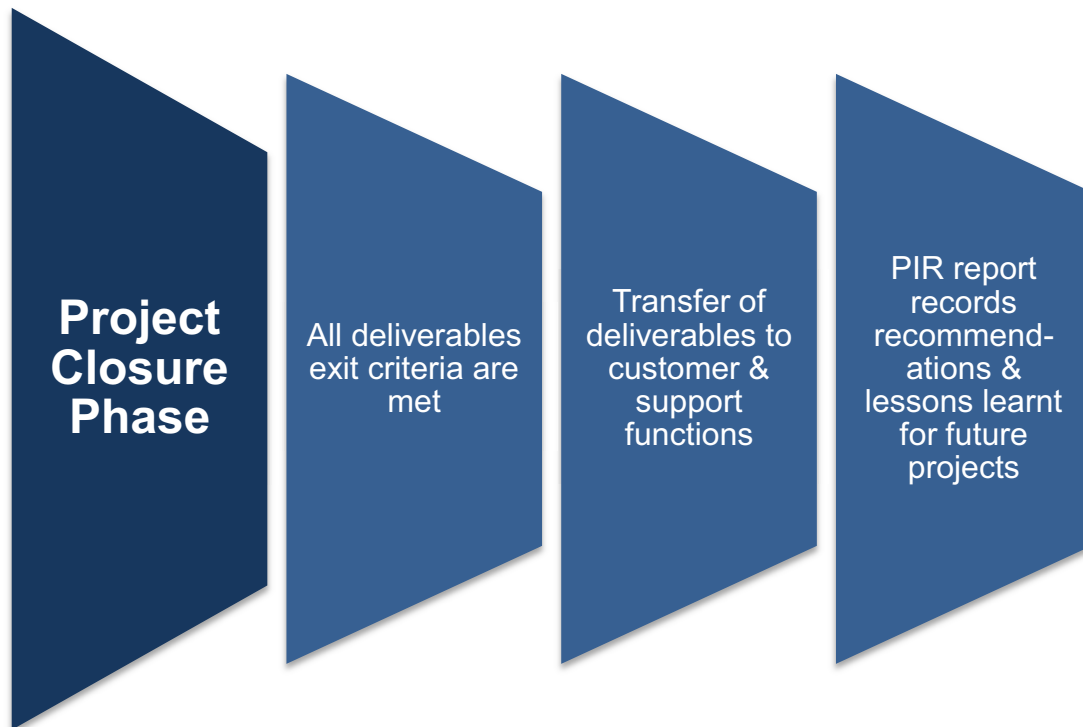 Project
Closure
Phase
All deliverables
exit criteria are
met
Transfer of
deliverables to
customer &
support
functions
PIR report
records
recommend-
ations &
lessons learnt
for future
projects